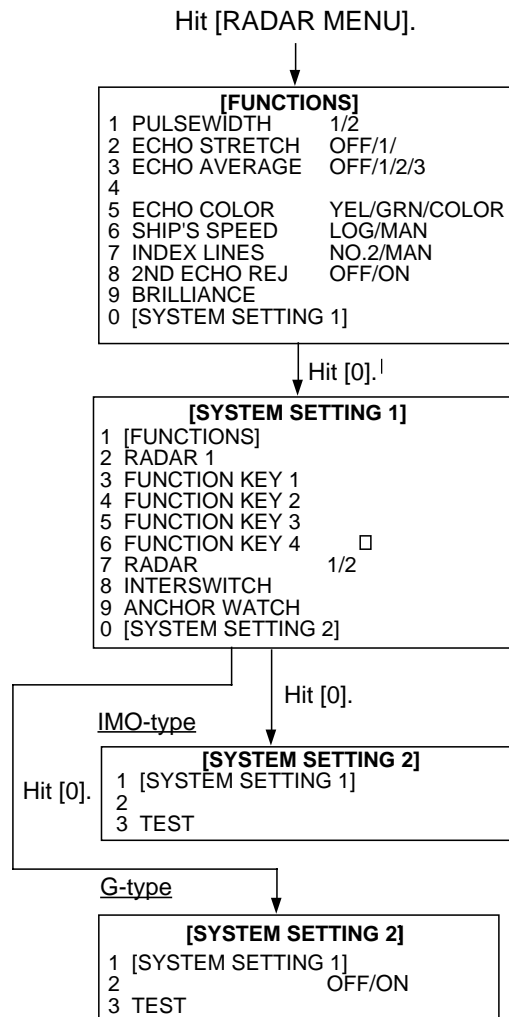 Hit [RADAR MENU].
[FUNCTIONS]
1 PULSEWIDTH 1/2
2 ECHO STRETCH OFF/1/
3 ECHO AVERAGE OFF/1/2/3
4
5 ECHO COLOR YEL/GRN/COLOR
6 SHIP'S SPEED LOG/MAN
7 INDEX LINES NO.2/MAN
8 2ND ECHO REJ OFF/ON
9 BRILLIANCE
0 [SYSTEM SETTING 1]
Hit [0].
[SYSTEM SETTING 1]
1 [FUNCTIONS]
2 RADAR 1
3 FUNCTION KEY 1
4 FUNCTION KEY 2
5 FUNCTION KEY 3
6 FUNCTION KEY 4 □
7 RADAR 1/2
8 INTERSWITCH
9 ANCHOR WATCH
0 [SYSTEM SETTING 2]
Hit [0].
IMO-type
[SYSTEM SETTING 2]
1 [SYSTEM SETTING 1]
2
3 TEST
Hit [0].
G-type
[SYSTEM SETTING 2]
1 [SYSTEM SETTING 1]
2 OFF/ON
3 TEST